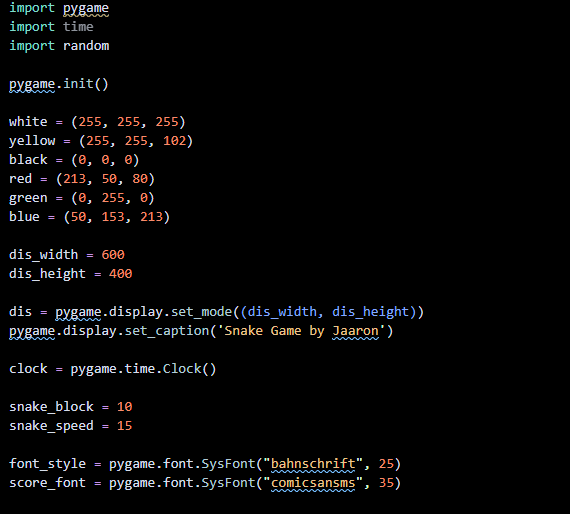 import pygame
import time
import random
pygame.init()
white = (255, 255, 255)
yellow = (255, 255, 102)
black = (0, 0, 0)
red = (213, 50, 80)
green = (0, 255, 0)
blue = (50, 153, 213)
dis_width = 600
dis_height = 400
dis = pygame.display.set_mode((dis_width, dis_height))
pygame.display.set_caption('Snake Game by Jaaron')
clock = pygame.time.Clock()
snake_block = 10
snake_speed = 15
font_style = pygame.font.SysFont("bahnschrift", 25)
score_font = pygame.font.SysFont("comicsansms", 35)